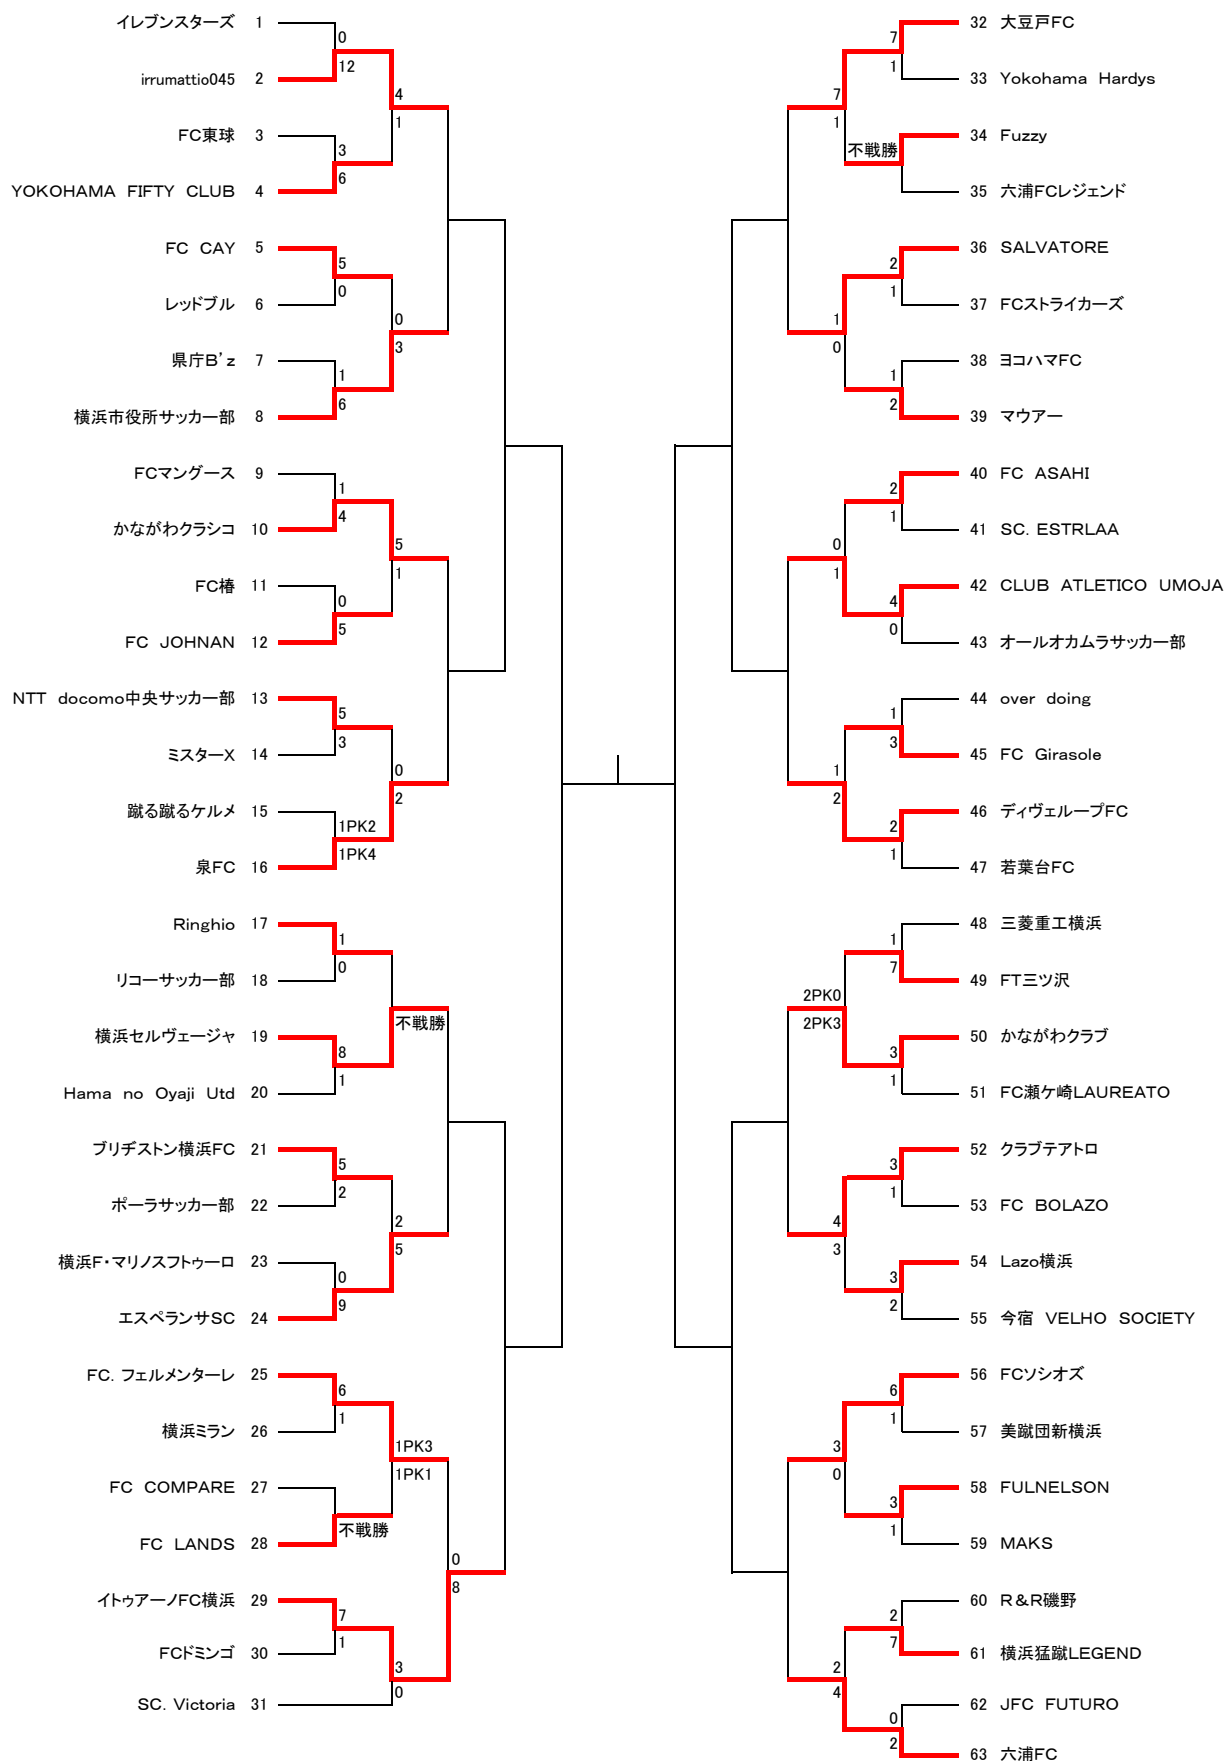 イレブンスターズ 1
0
12
irrumattio045 2
4
1
FC東球 3
3
6
YOKOHAMA FIFTY CLUB 4
FC CAY 5
5
0
レッドブル 6
0
3
県庁B'z 7
1
6
横浜市役所サッカー部 8
FCマングース 9
1
4
かながわクラシコ 10
5
1
FC椿 11
0
5
FC JOHNAN 12
NTT docomo中央サッカー部 13
5
3
ミスターX 14
0
2
蹴る蹴るケルメ 15
1PK2
1PK4
泉FC 16
Ringhio 17
1
0
リコーサッカー部 18
不戦勝
横浜セルヴェージャ 19
8
1
Hama no Oyaji Utd 20
ブリヂストン横浜FC 21
5
2
ポーラサッカー部 22
2
5
横浜F・マリノスフトゥーロ 23
0
9
エスペランサSC 24
FC. フェルメンターレ 25
6
1
横浜ミラン 26
1PK3
1PK1
FC COMPARE 27
不戦勝
FC LANDS 28
0
8
イトゥアーノFC横浜 29
7
1
FCドミンゴ 30
3
0
SC. Victoria 31
32 大豆戸FC
7
1
33 Yokohama Hardys
7
1
34 Fuzzy
不戦勝
35 六浦FCレジェンド
36 SALVATORE
2
1
37 FCストライカーズ
1
0
38 ヨコハマFC
1
2
39 マウアー
40 FC ASAHI
2
1
41 SC. ESTRLAA
0
1
42 CLUB ATLETICO UMOJA
4
0
43 オールオカムラサッカー部
44 over doing
1
3
45 FC Girasole
1
2
46 ディヴェループFC
2
1
47 若葉台FC
48 三菱重工横浜
1
7
49 FT三ツ沢
2PK0
2PK3
50 かながわクラブ
3
1
51 FC瀬ケ崎LAUREATO
52 クラブテアトロ
3
1
53 FC BOLAZO
4
3
54 Lazo横浜
3
2
55 今宿 VELHO SOCIETY
56 FCソシオズ
6
1
57 美蹴団新横浜
3
0
58 FULNELSON
3
1
59 MAKS
60 R＆R磯野
2
7
61 横浜猛蹴LEGEND
2
4
62 JFC FUTURO
0
2
63 六浦FC